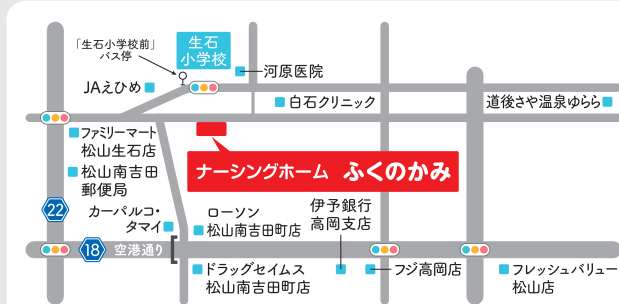 「生石小学校前」
バス停
生石
小学校
河原医院
JAえひめ
白石クリニック
道後さや温泉ゆらら
ファミリーマート
松山生石店
ナーシングホーム ふくのかみ
松山南吉田
郵便局
22
カーパルコ・
タマイ
ローソン
松山南吉田町店
伊予銀行
高岡支店
18
空港通り
ドラッグセイムス
松山南吉田町店
フジ高岡店
フレッシュバリュー
松山店